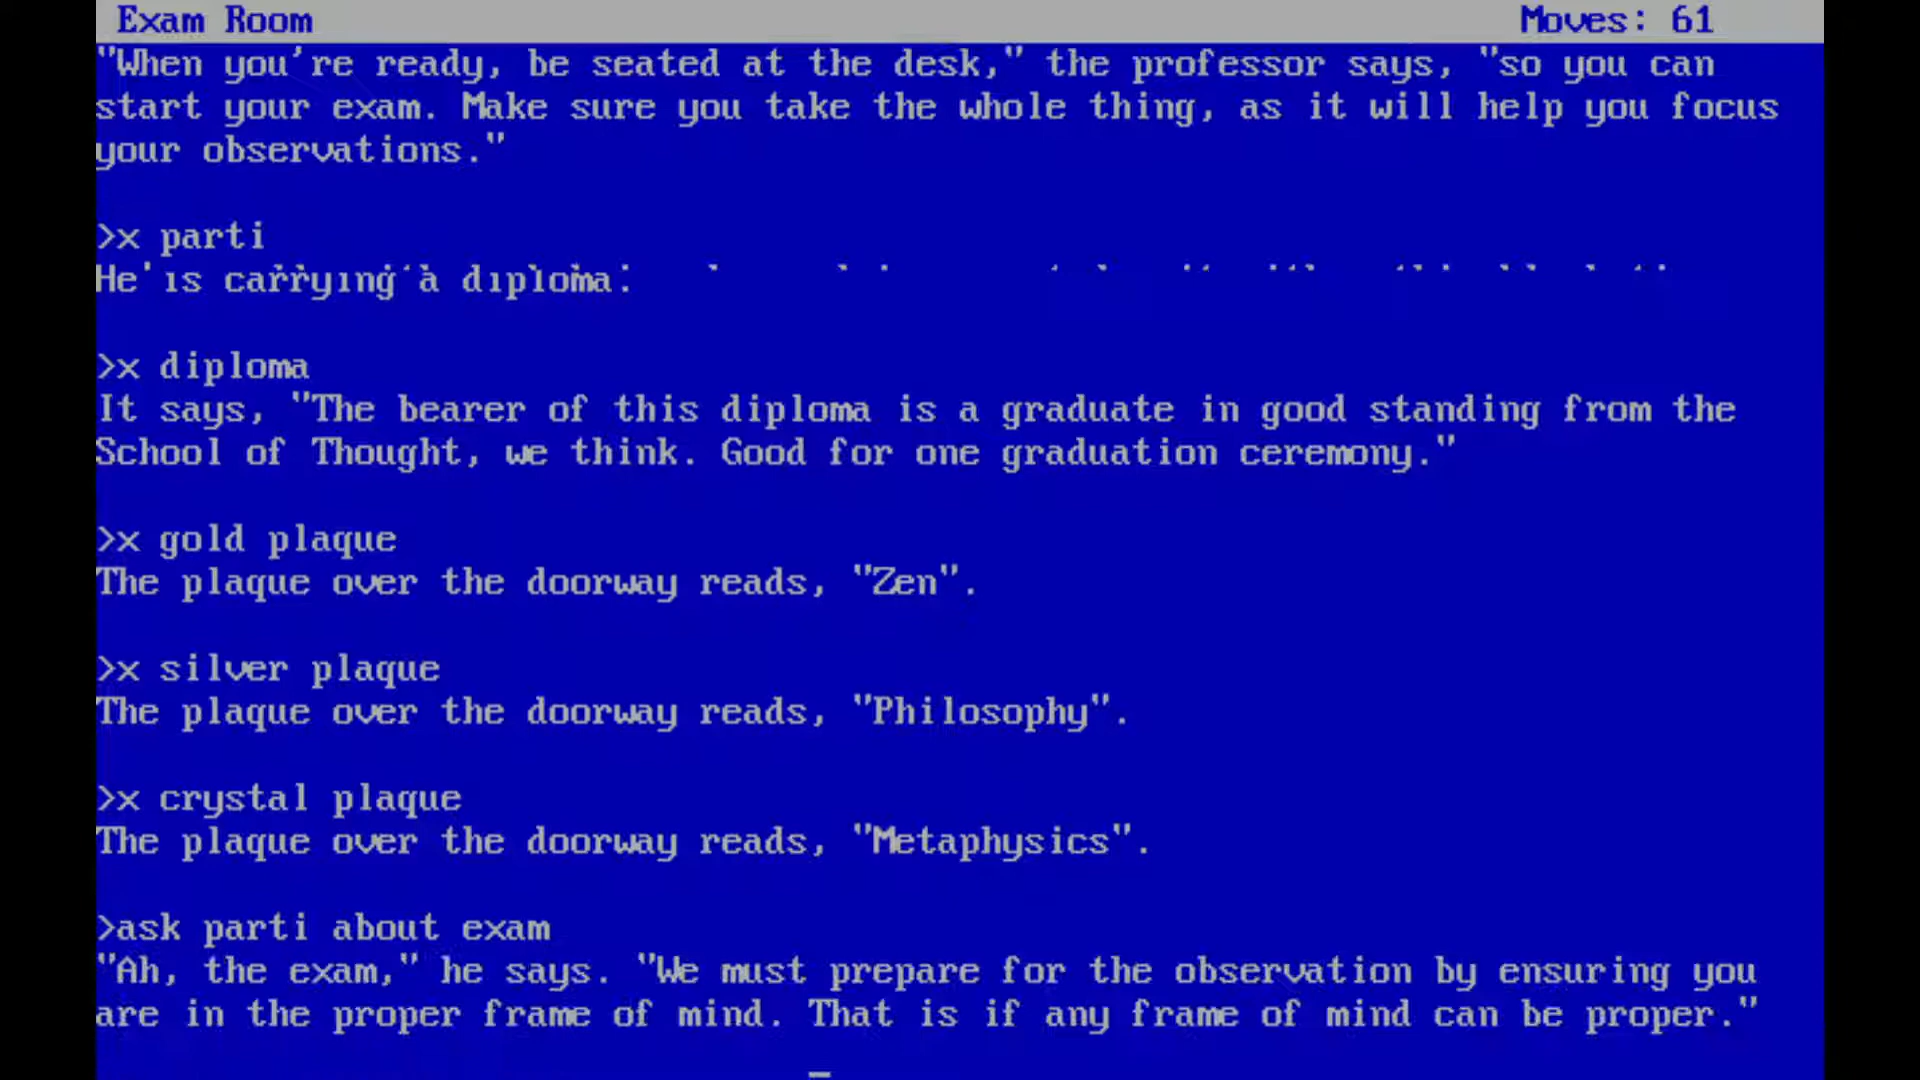 Exam Room Moves: 61
"When you're ready, be seated at the desk," the professor says, "so you can
start your exam. Make sure you take the whole thing, as it will help you focus
your observations."
>x parti
He is carrying a diploma.
>x diploma
It says, "The bearer of this diploma is a graduate in good standing from the
School of Thought, we think. Good for one graduation ceremony."
>x gold plaque
The plaque over the doorway reads, "Zen".
>x silver plaque
The plaque over the doorway reads, "Philosophy".
>x crystal plaque
The plaque over the doorway reads, "Metaphysics".
>ask parti about exam
"Ah, the exam," he says. "We must prepare for the observation by ensuring you
are in the proper frame of mind. That is if any frame of mind can be proper."